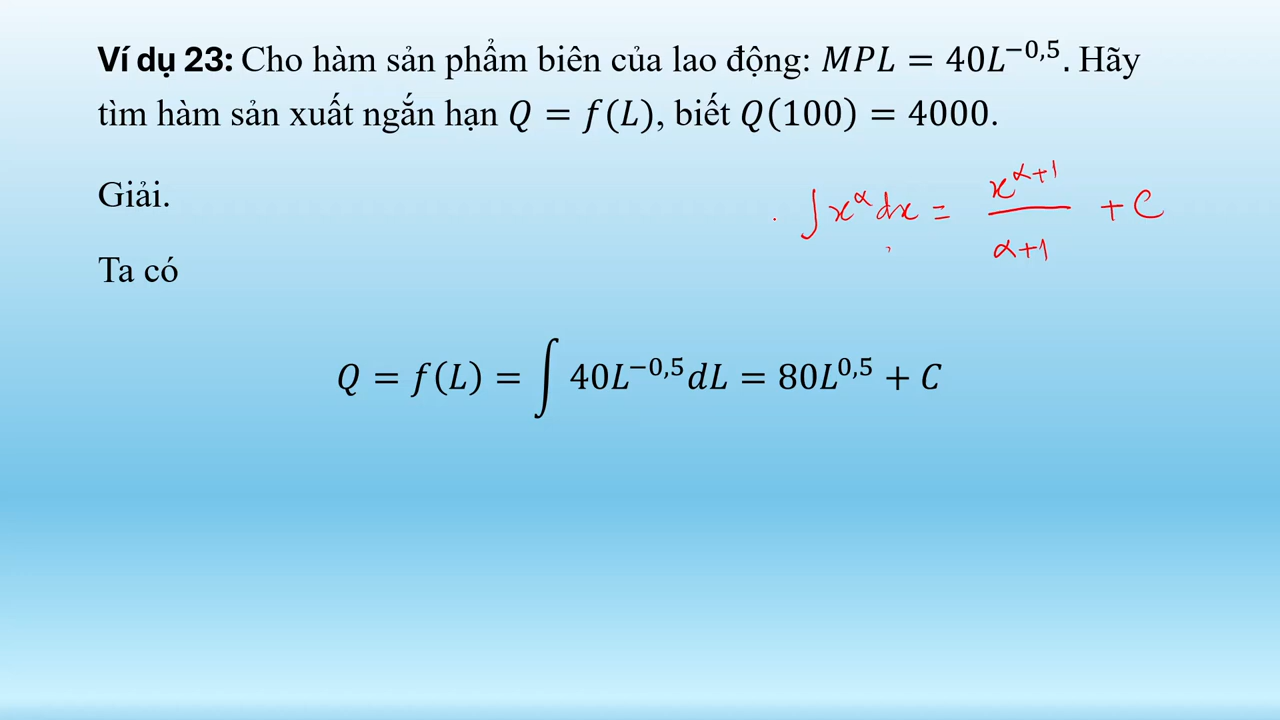 Ví dụ 23: Cho hàm sản phẩm biên của lao động: MPL = 40L^{−0,5}. Hãy
tìm hàm sản xuất ngắn hạn Q = f(L), biết Q(100) = 4000.
Giải.
∫x^α dx = x^{α+1} / α+1 + C
Ta có
Q = f(L) = ∫ 40L^{−0,5}dL = 80L^{0,5} + C